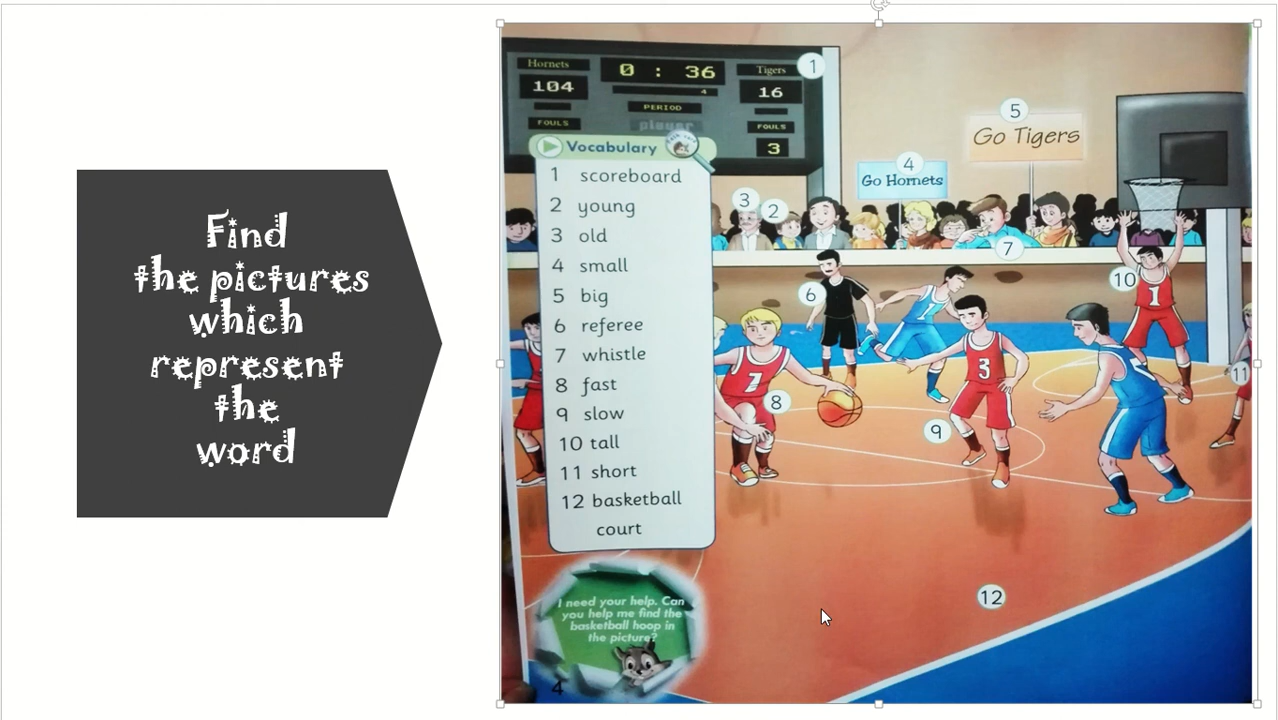 Find
the pictures
which
represent
the
word
Hornets
0 : 36
Tigers
1
104
4
16
PERIOD
FOULS
player
FOULS
3
5
Go Tigers
4
Go Hornets
Vocabulary
1 scoreboard
2 young
3 old
4 small
5 big
6 referee
7 whistle
8 fast
9 slow
10 tall
11 short
12 basketball
court
3
2
7
6
10
1
1
3
7
11
8
9
12
I need your help. Can
you help me find the
basketball hoop in
the picture?
4